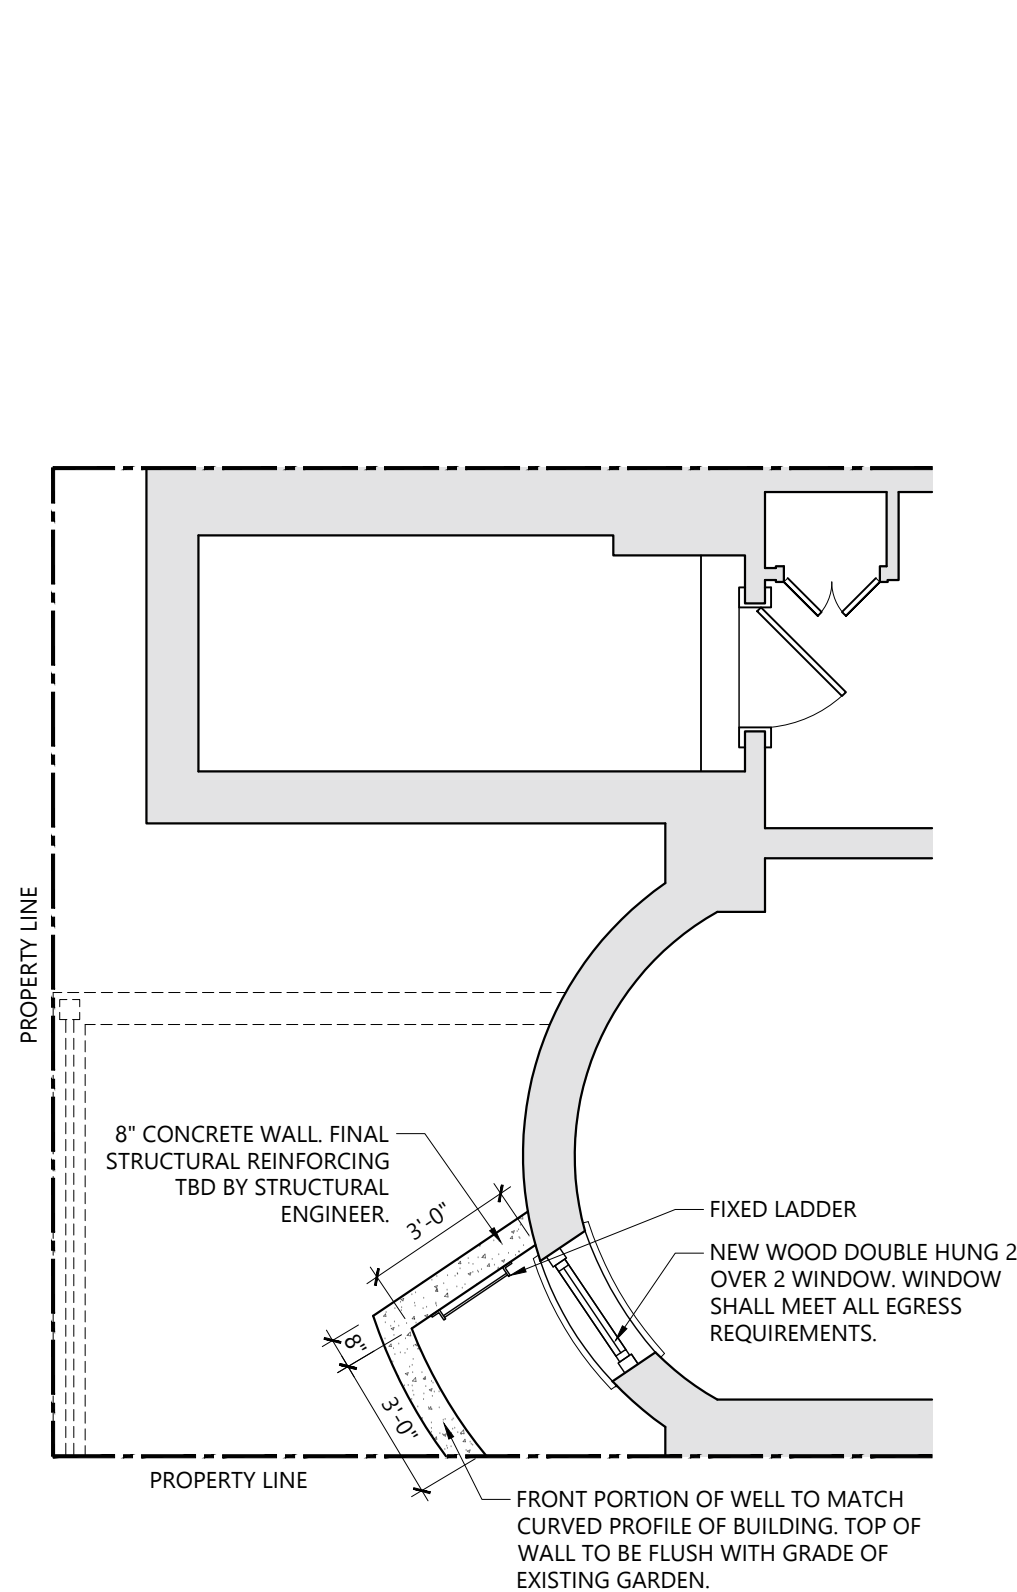 PROPERTY LINE
8" CONCRETE WALL. FINAL
STRUCTURAL REINFORCING
TBD BY STRUCTURAL
ENGINEER.
3'-0"
FIXED LADDER
NEW WOOD DOUBLE HUNG 2
OVER 2 WINDOW. WINDOW
SHALL MEET ALL EGRESS
REQUIREMENTS.
8"
3'-0"
PROPERTY LINE
FRONT PORTION OF WELL TO MATCH
CURVED PROFILE OF BUILDING. TOP OF
WALL TO BE FLUSH WITH GRADE OF
EXISTING GARDEN.